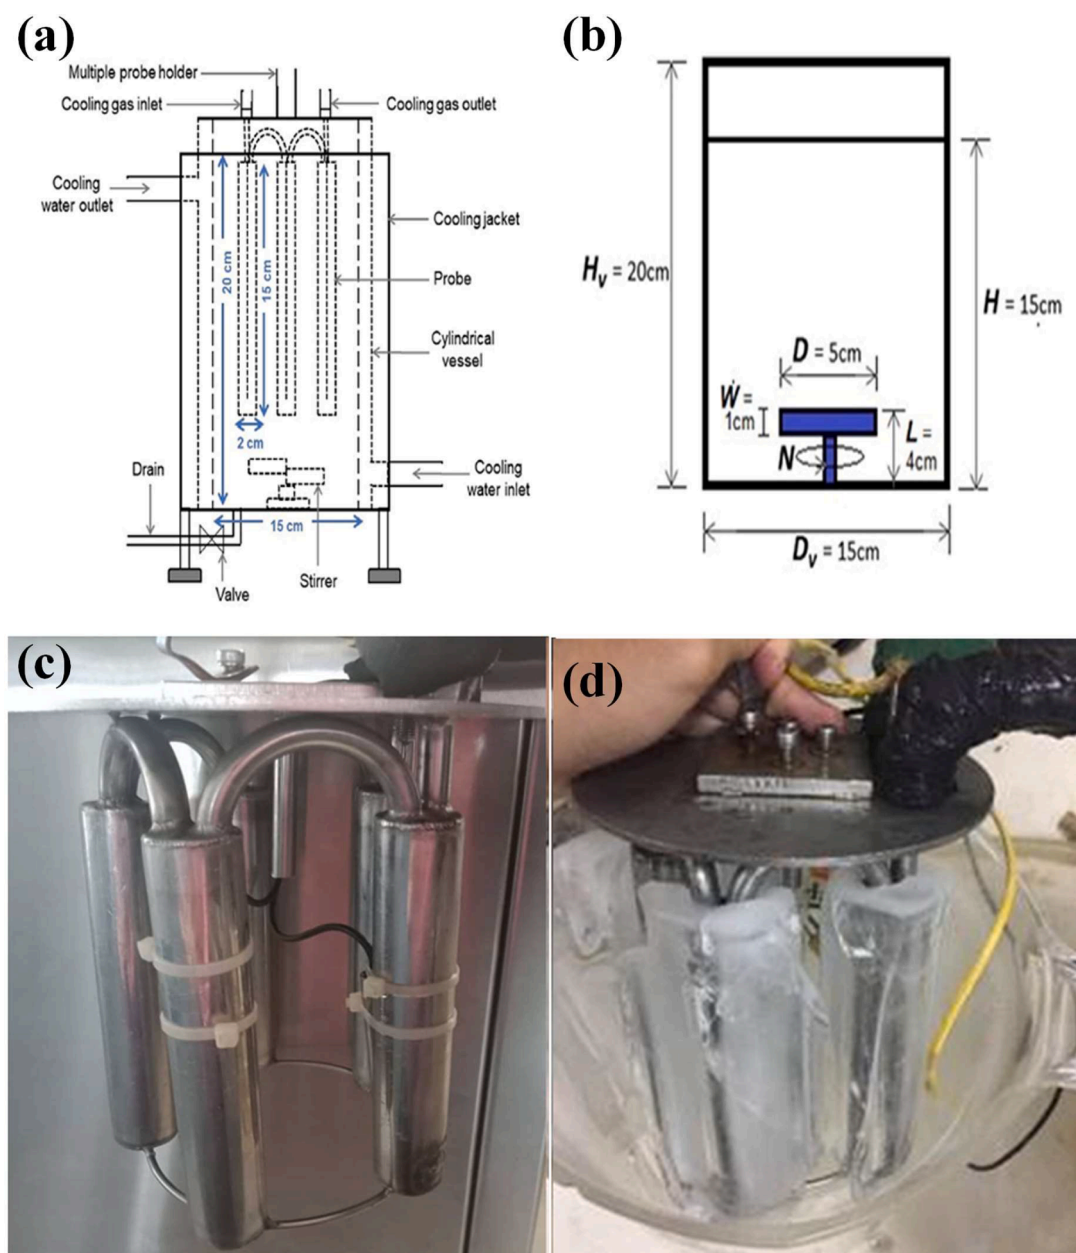 (a)
Multiple probe holder
Cooling gas inlet
Cooling gas outlet
Cooling
water outlet
Cooling jacket
20 cm
15 cm
Probe
Cylindrical
vessel
2 cm
Drain
Cooling
water inlet
15 cm
Stirrer
Valve
(b)
Hv = 20cm
H = 15cm
D = 5cm
Ẇ =
1cm
L =
4cm
N
Dv = 15cm
(c)
(d)